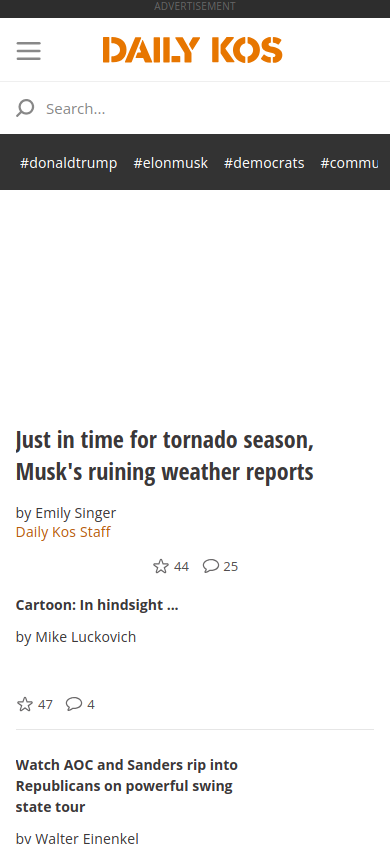 ADVERTISEMENT
DAILY KOS
Search...
#donaldtrump #elonmusk #democrats #commu
Just in time for tornado season,
Musk's ruining weather reports
by Emily Singer
Daily Kos Staff
44 25
Cartoon: In hindsight ...
by Mike Luckovich
47 4
Watch AOC and Sanders rip into
Republicans on powerful swing
state tour
by Walter Einenkel